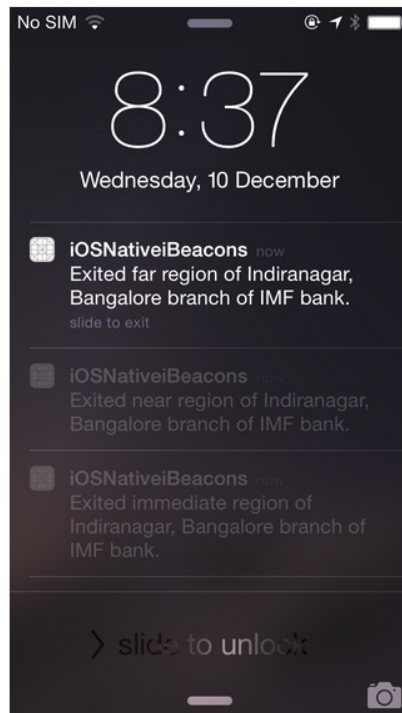 No SIM
8:37
Wednesday, 10 December
iOSNativeiBeacons now
Exited far region of Indiranagar,
Bangalore branch of IMF bank.
slide to exit
iOSNativeiBeacons now
Exited near region of Indiranagar,
Bangalore branch of IMF bank.
iOSNativeiBeacons now
Exited immediate region of
Indiranagar, Bangalore branch of
IMF bank.
slide to unlock